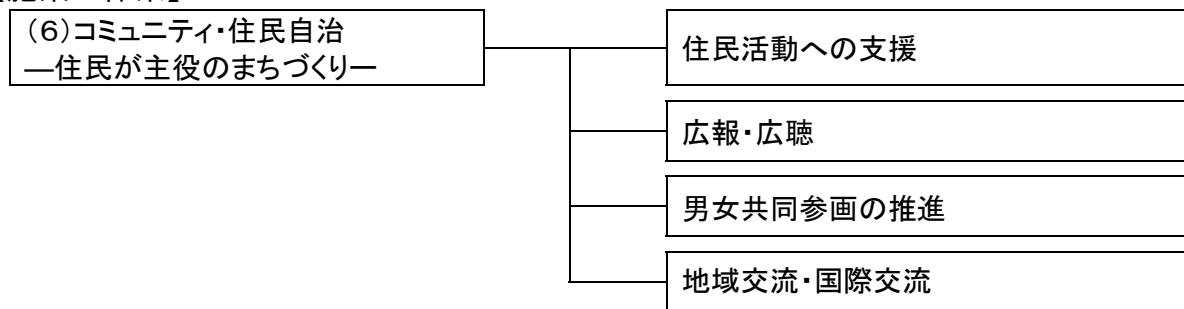 (6)コミュニティ・住民自治
―住民が主役のまちづくり―
住民活動への支援
広報・広聴
男女共同参画の推進
地域交流・国際交流